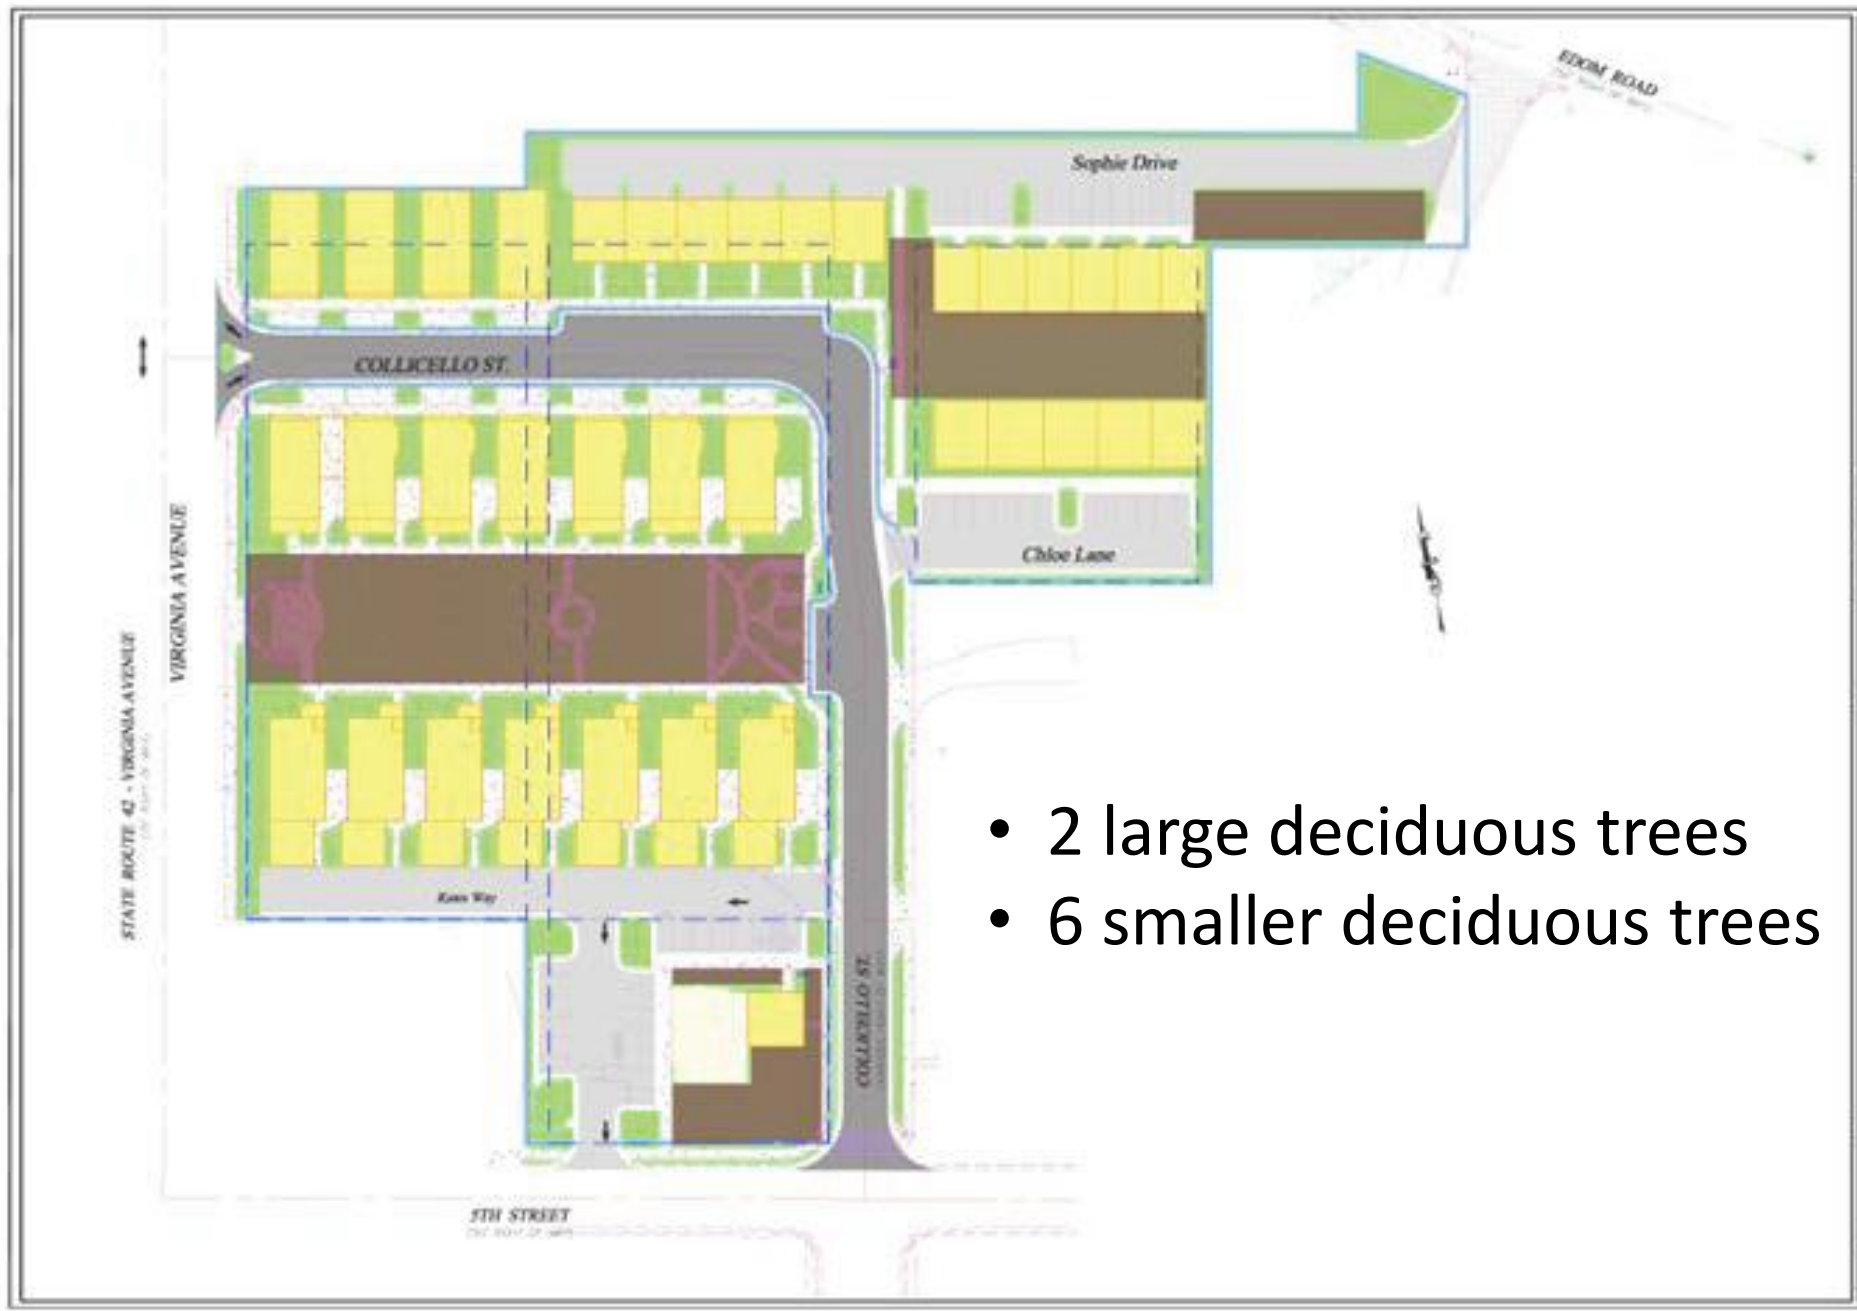 EDOM ROAD
Sophie Drive
COLLICELLO ST.
Chloe Lane
VIRGINIA AVENUE
STATE ROUTE 42 - VIRGINIA AVENUE
• 2 large deciduous trees
• 6 smaller deciduous trees
Way
COLLICELLO ST.
5TH STREET